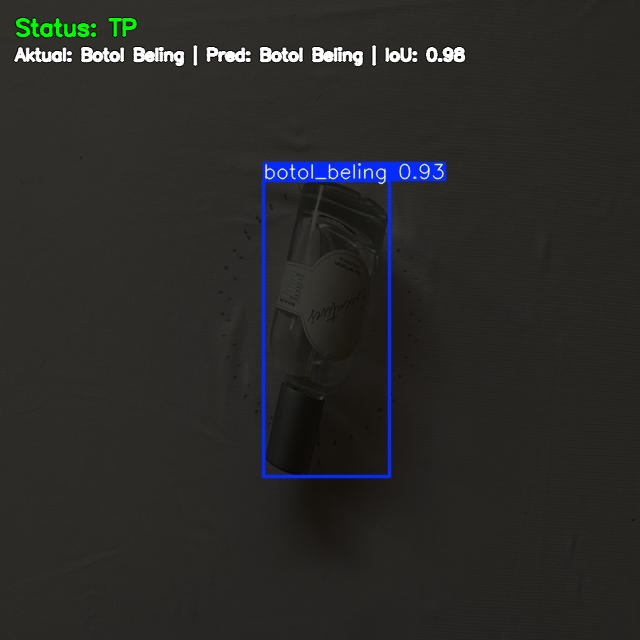 Status: TP
Aktual: Botol Beling | Pred: Botol Beling | IoU: 0.98
botol_beling 0.93